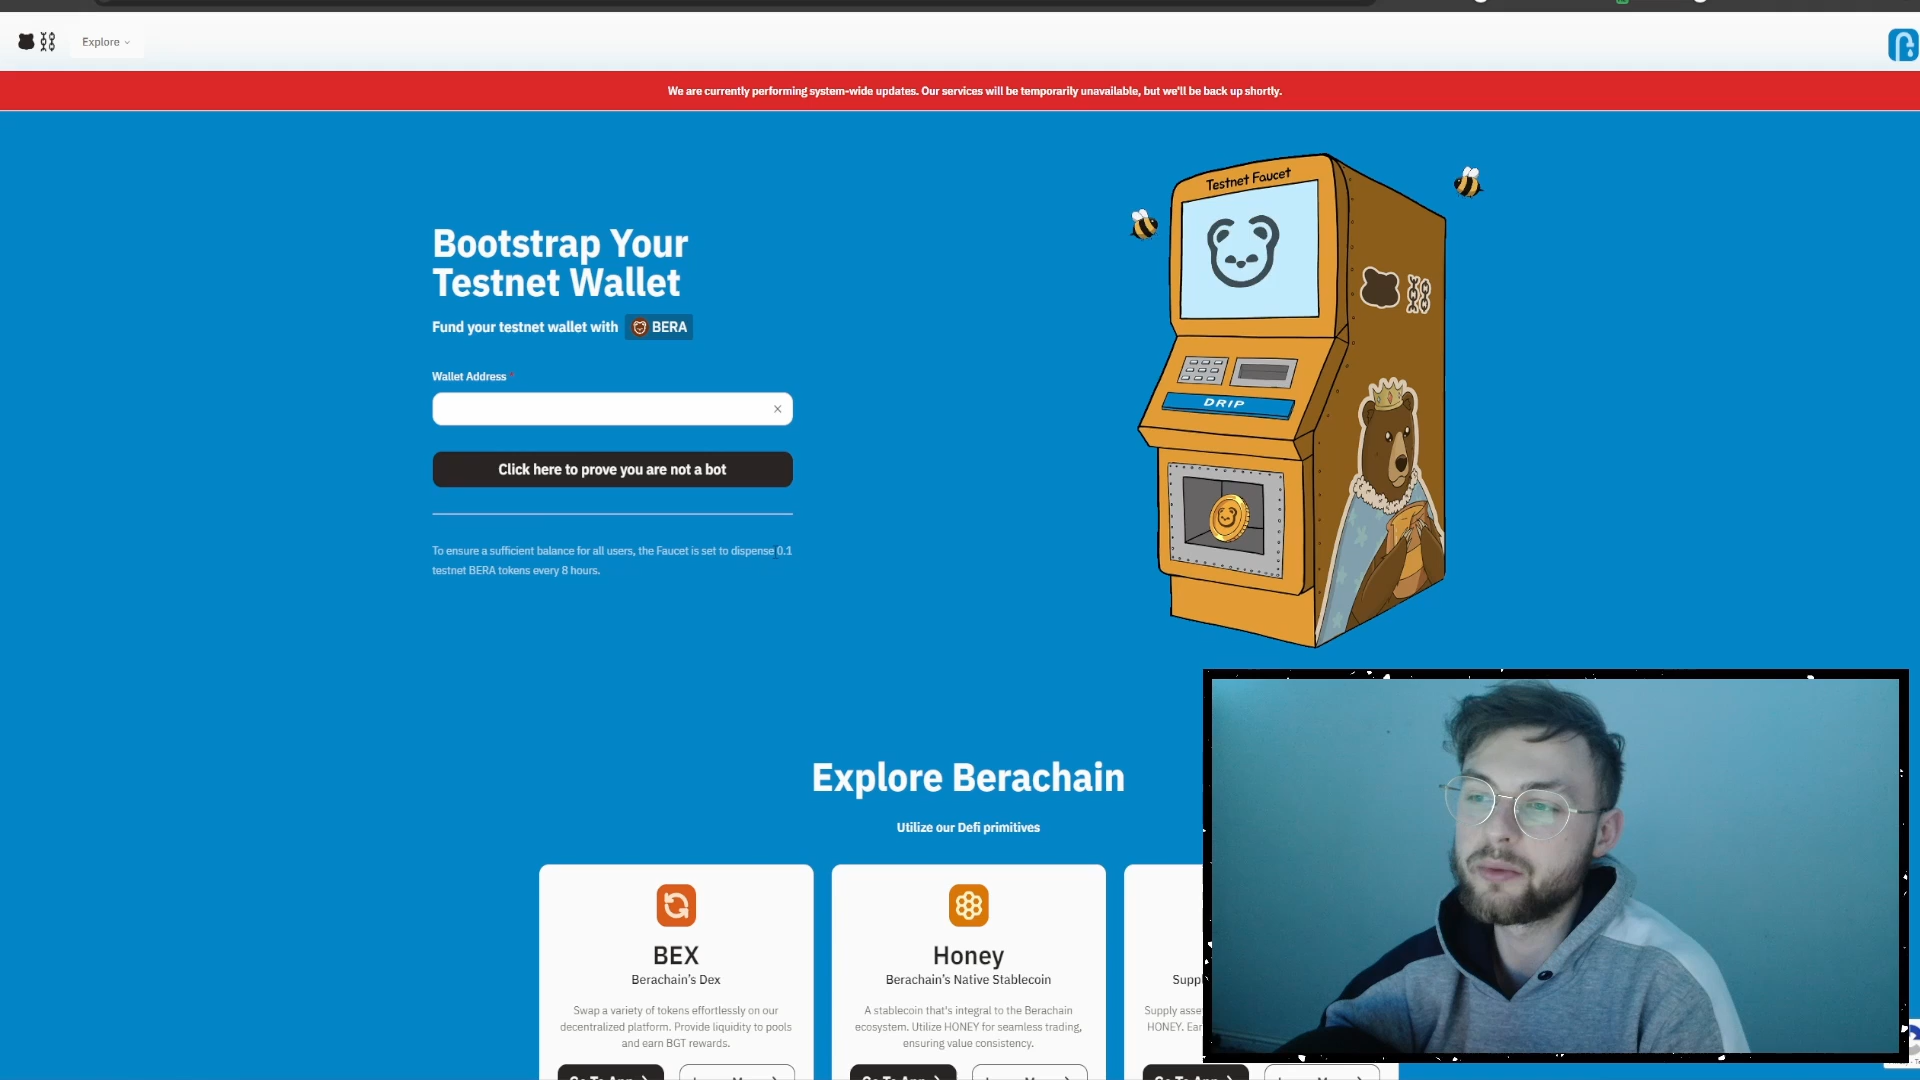 Explore
We are currently performing system-wide updates. Our services will be temporarily unavailable, but we'll be back up shortly.
Testnet Faucet
Bootstrap Your
Testnet Wallet
Fund your testnet wallet with BERA
Wallet Address *
DRIP
Click here to prove you are not a bot
To ensure a sufficient balance for all users, the Faucet is set to dispense 0.1
testnet BERA tokens every 8 hours.
Explore Berachain
Utilize our Defi primitives
BEX
Berachain's Dex
Swap a variety of tokens effortlessly on our
decentralized platform. Provide liquidity to pools
and earn BGT rewards.
Honey
Berachain's Native Stablecoin
A stablecoin that's integral to the Berachain
ecosystem. Utilize HONEY for seamless trading,
ensuring value consistency.
Supply
HONEY. Ear